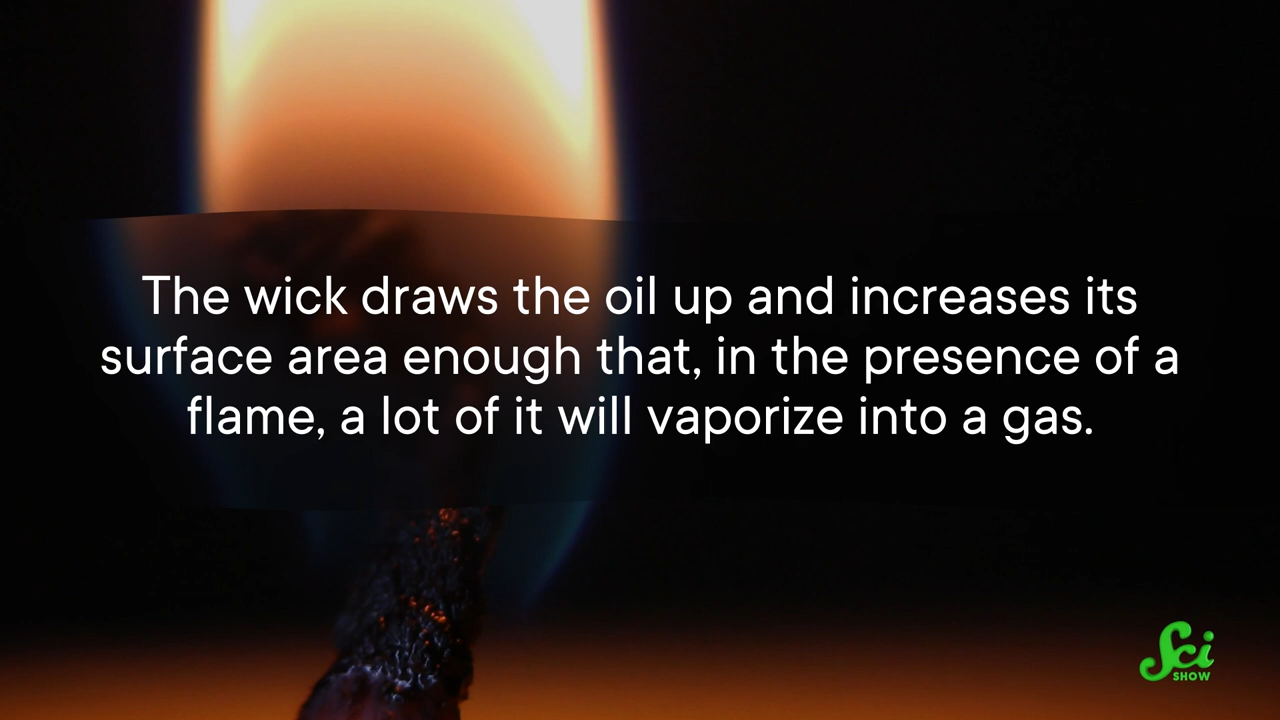 The wick draws the oil up and increases its
surface area enough that, in the presence of a
flame, a lot of it will vaporize into a gas.
Sci
SHOW